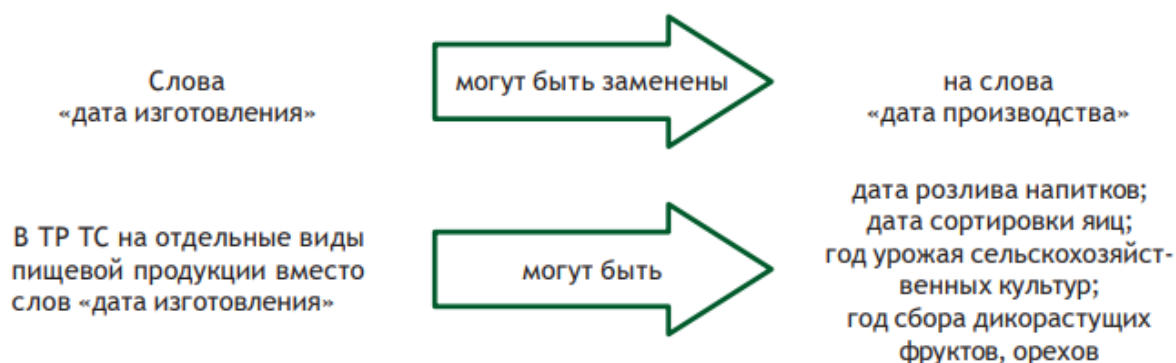 Слова
«дата изготовления»
могут быть заменены
на слова
«дата производства»
В ТР ТС на отдельные виды
пищевой продукции вместо
слов «дата изготовления»
могут быть
дата розлива напитков;
дата сортировки яиц;
год урожая сельскохозяйст-
венных культур;
год сбора дикорастущих
фруктов, орехов